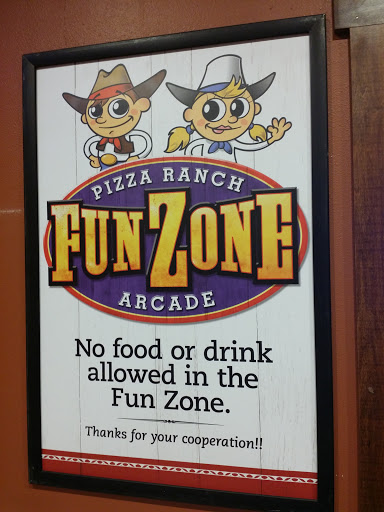 PIZZA RANCH
FUN ZONE
ARCADE
No food or drink
allowed in the
Fun Zone.
Thanks for your cooperation!!